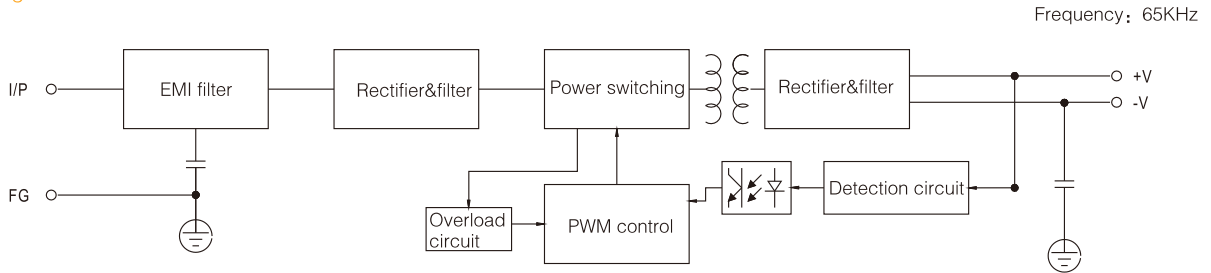 Frequency: 65KHz
I/P
EMI filter
Rectifier&filter
Power switching
Rectifier&filter
+V
-V
FG
Overload
circuit
PWM control
Detection circuit